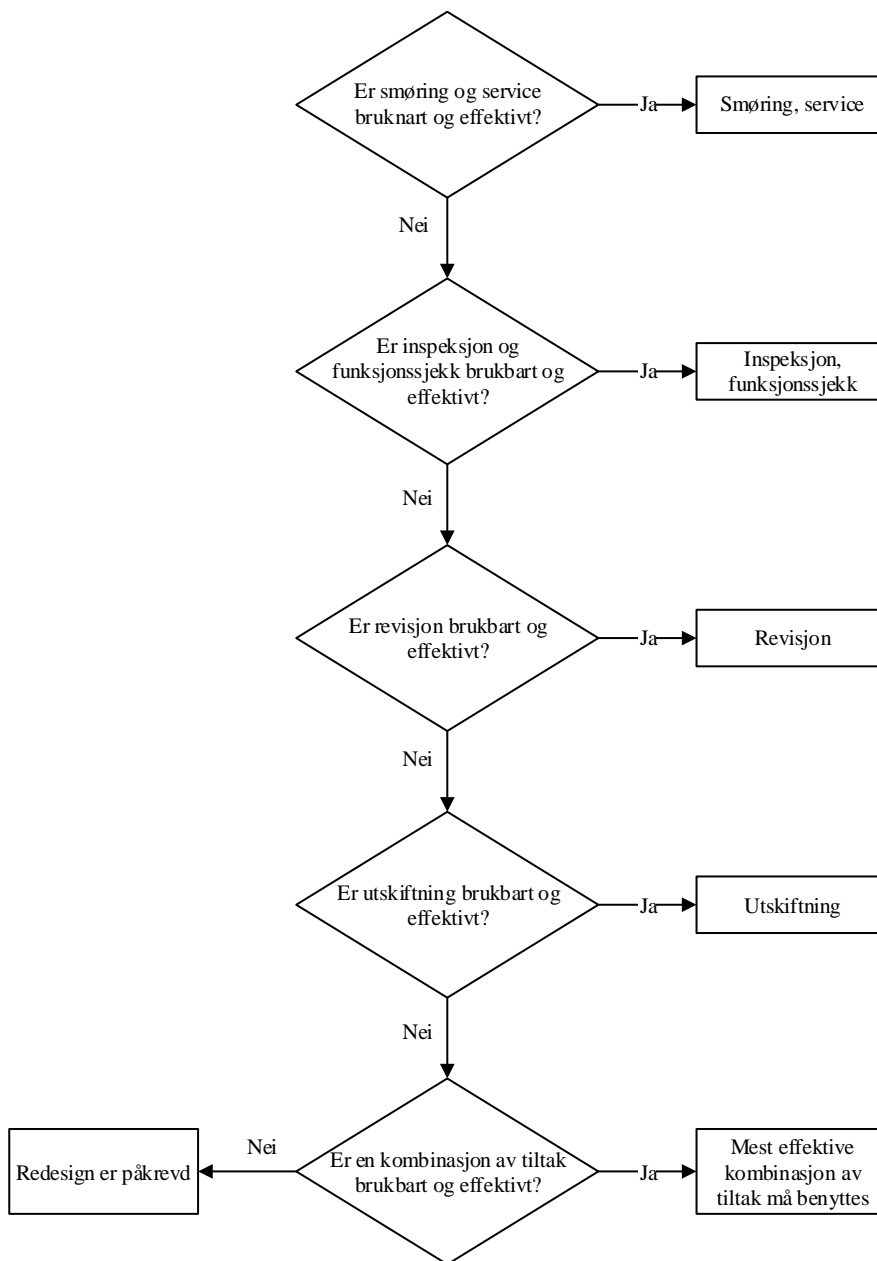 Er smøring og service
bruknart og effektivt?
Ja
Smøring, service
Nei
Er inspeksjon og
funksjonssjekk brukbart og
effektivt?
Ja
Inspeksjon,
funksjonssjekk
Nei
Er revisjon brukbart og
effektivt?
Ja
Revisjon
Nei
Er utskiftning brukbart og
effektivt?
Ja
Utskiftning
Nei
Redesign er påkrevd
Nei
Er en kombinasjon av tiltak
brukbart og effektivt?
Ja
Mest effektive
kombinasjon av
tiltak må benyttes